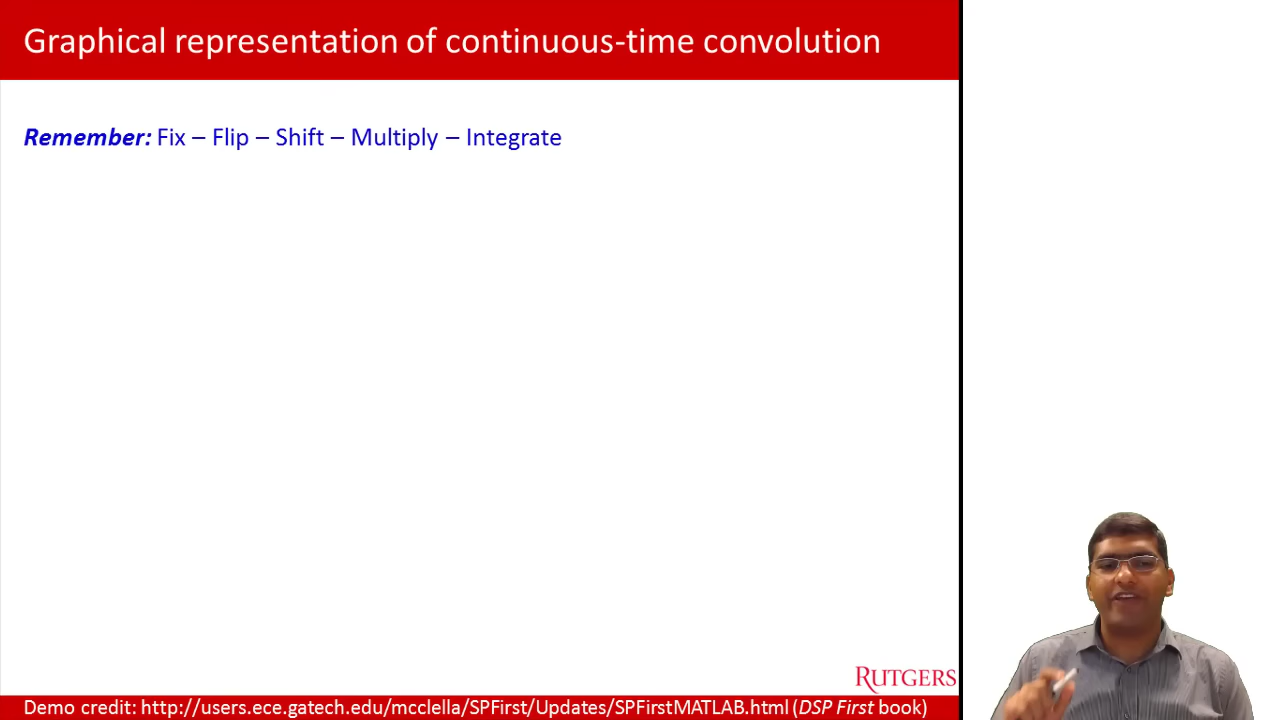 Graphical representation of continuous-time convolution
Remember: Fix – Flip – Shift – Multiply – Integrate
RUTGERS
Demo credit: http://users.ece.gatech.edu/mcclella/SPFirst/Updates/SPFirstMATLAB.html (DSP First book)